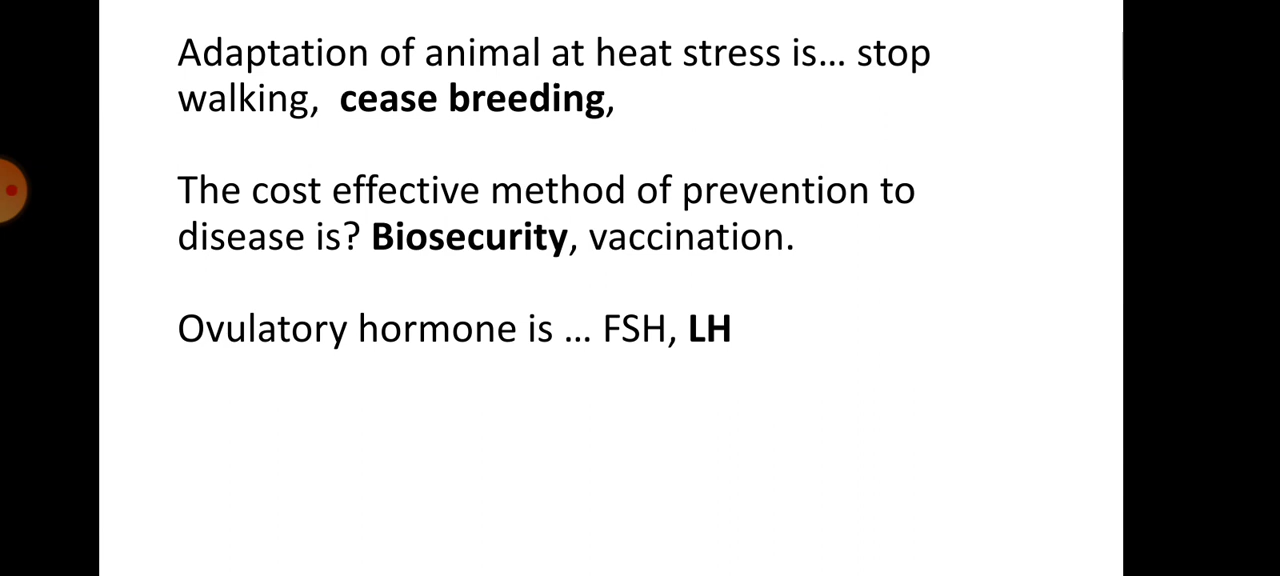 Adaptation of animal at heat stress is... stop
walking,  cease breeding,
The cost effective method of prevention to
disease is? Biosecurity, vaccination.
Ovulatory hormone is ... FSH, LH